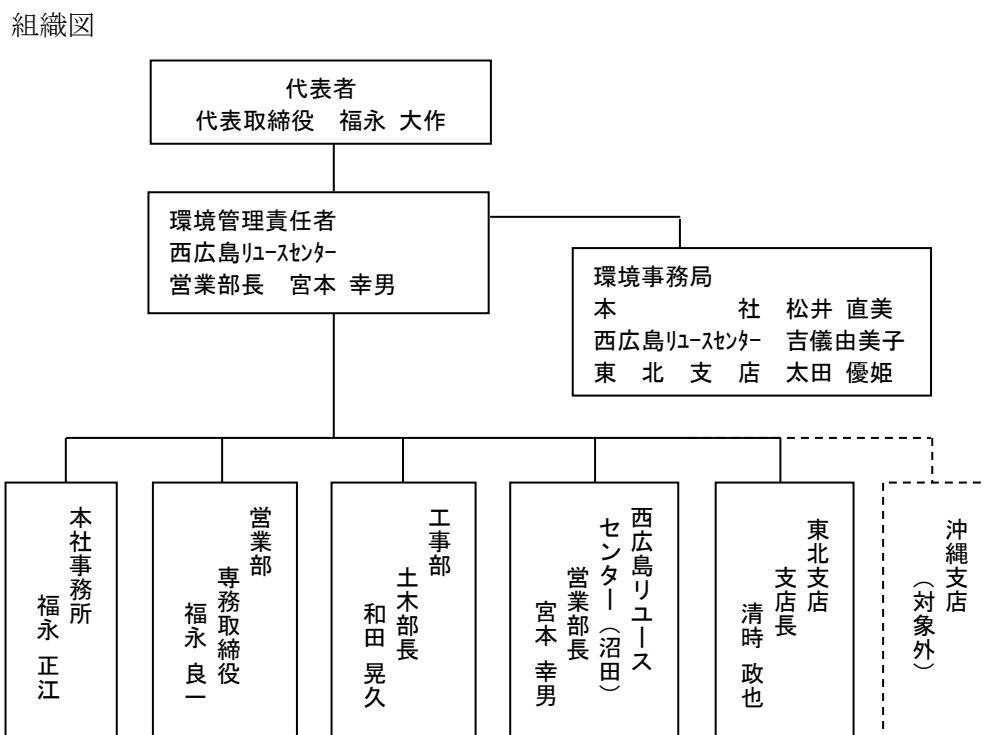 組織図
代表者
代表取締役　福永 大作
環境管理責任者
西広島ﾘﾕｰｽｾﾝﾀｰ
営業部長　宮本 幸男
環境事務局
本　　　　　社　松井 直美
西広島ﾘﾕｰｽｾﾝﾀｰ　吉儀由美子
東　北　支　店　太田 優姫
本社事務所
福永 正江
営業部
専務取締役
福永 良一
工事部
土木部長
和田 晃久
西広島リユース
センター（沼田）
営業部長
宮本 幸男
東北支店
支店長
清時 政也
沖縄支店
（対象外）